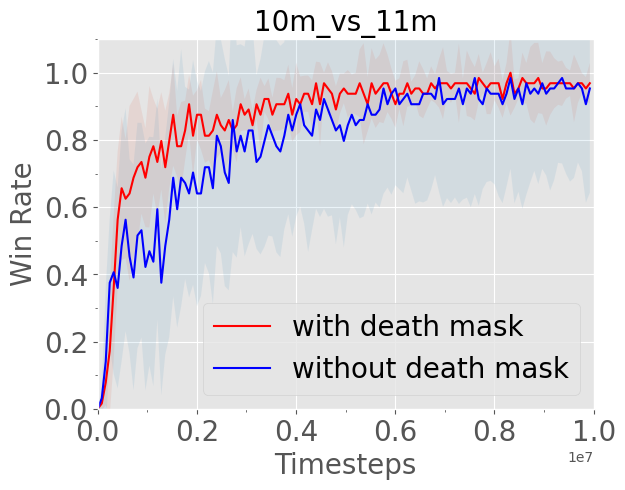 10m_vs_11m
1.0
0.8
0.6
0.4
0.2
0.0
Win Rate
with death mask
without death mask
0.0 0.2 0.4 0.6 0.8 1.0
1e7
Timesteps